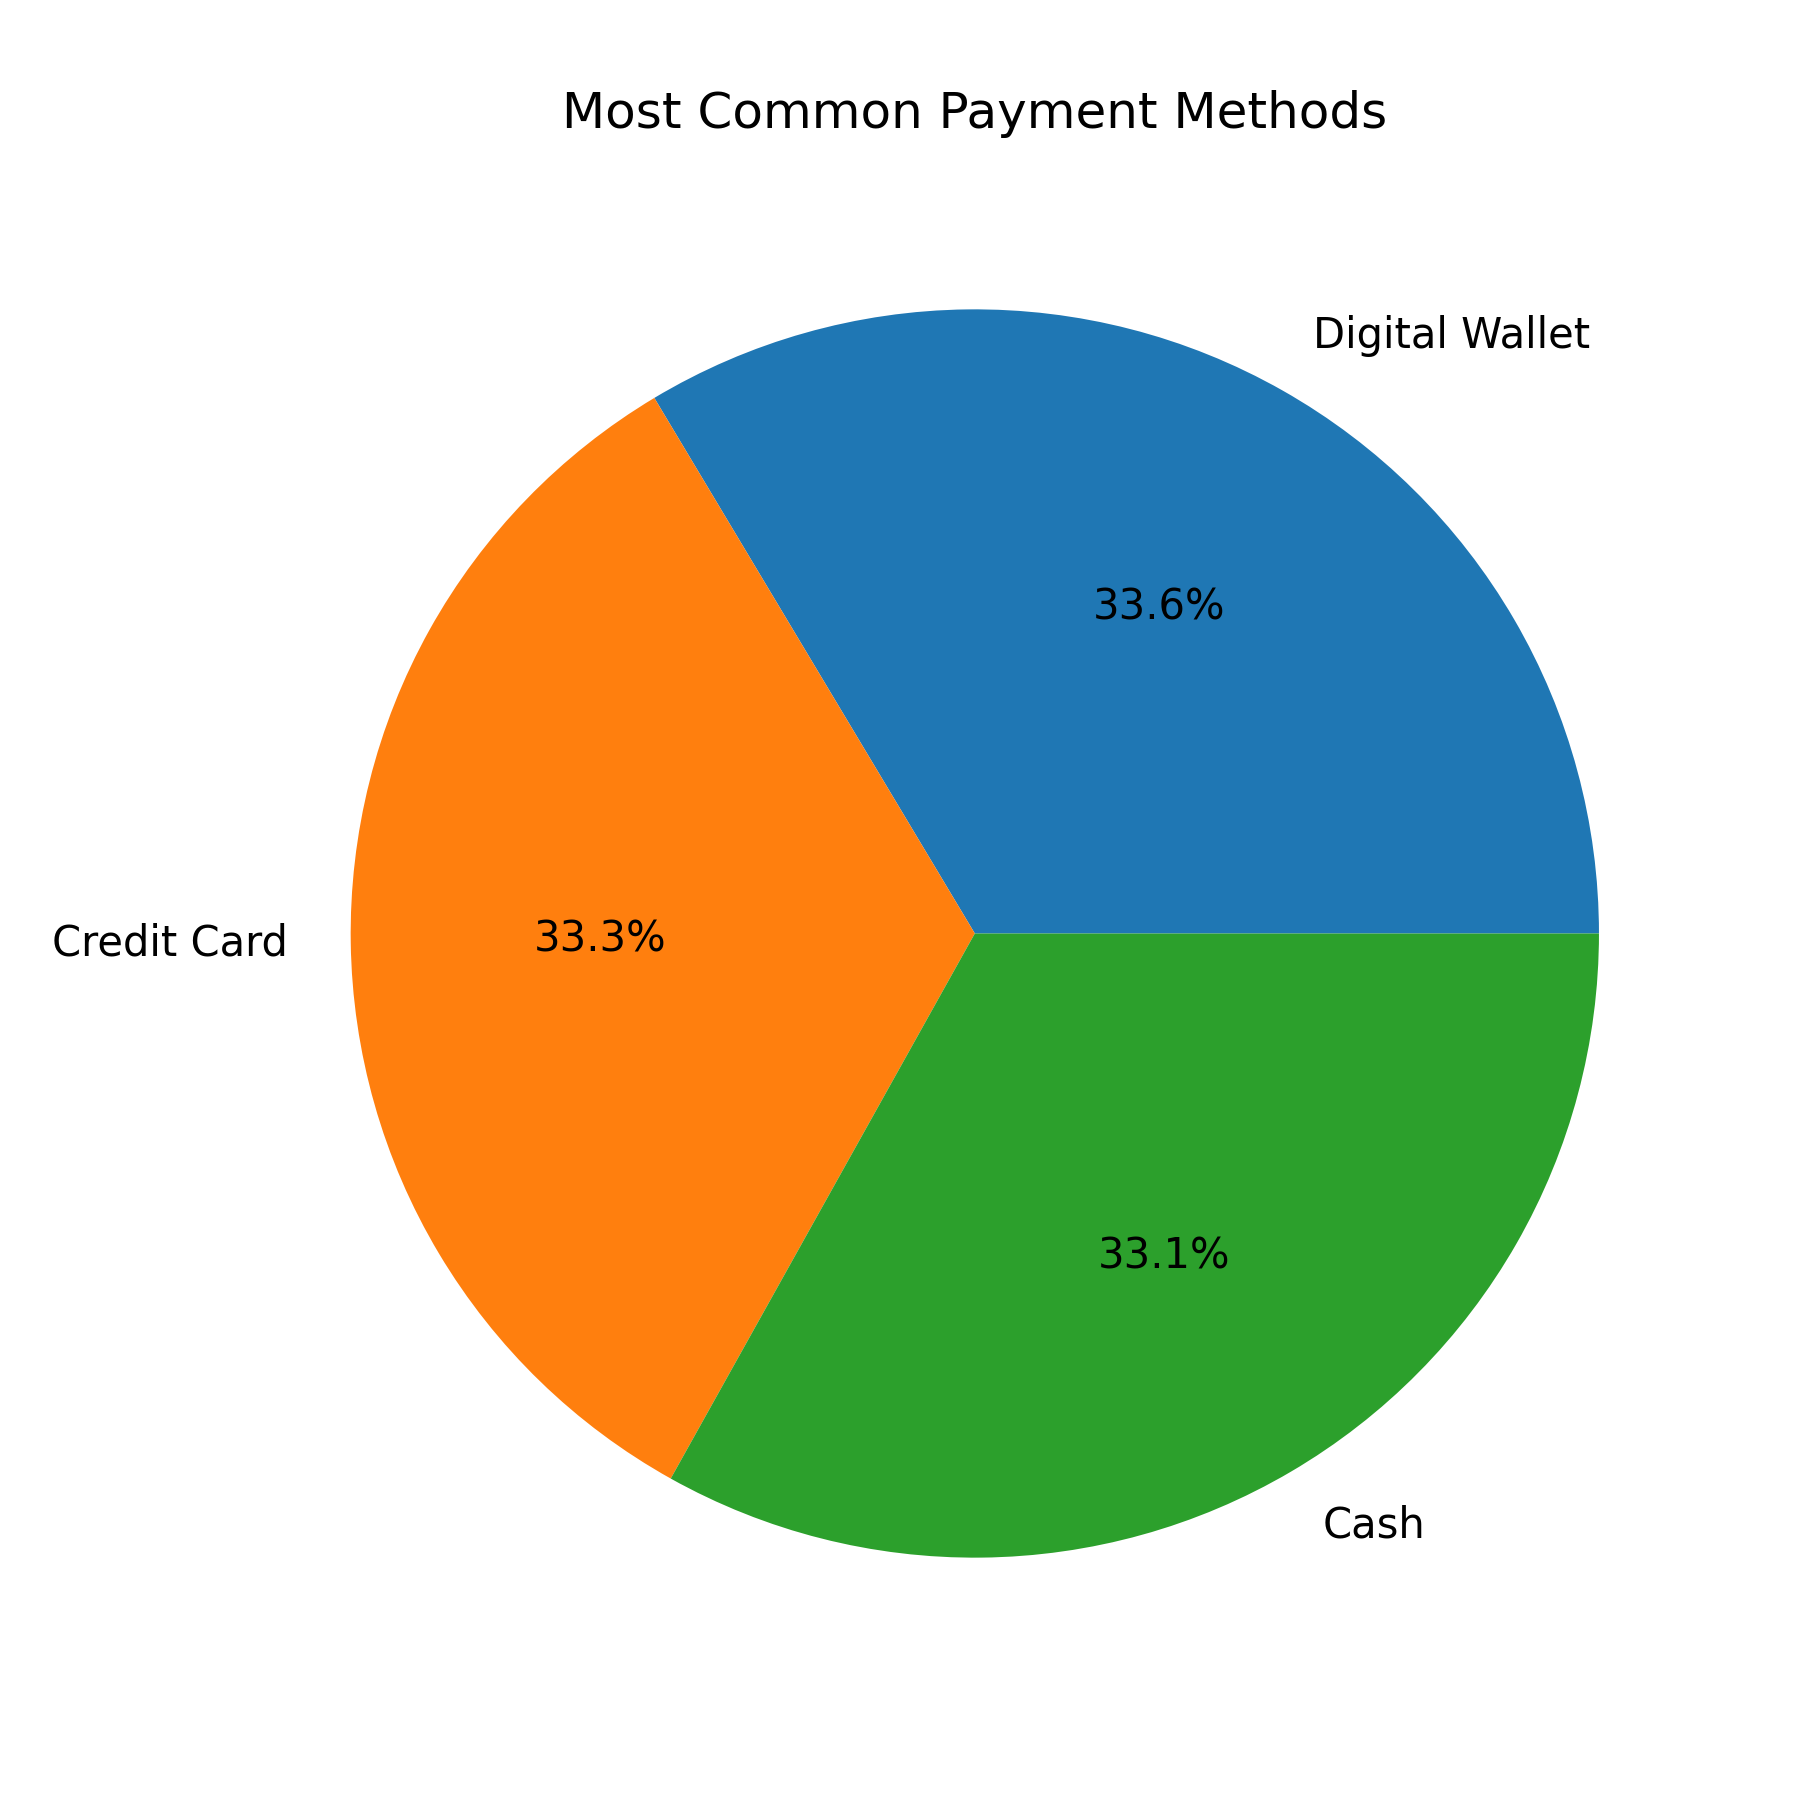 Most Common Payment Methods
Digital Wallet
33.6%
Credit Card
33.3%
33.1%
Cash